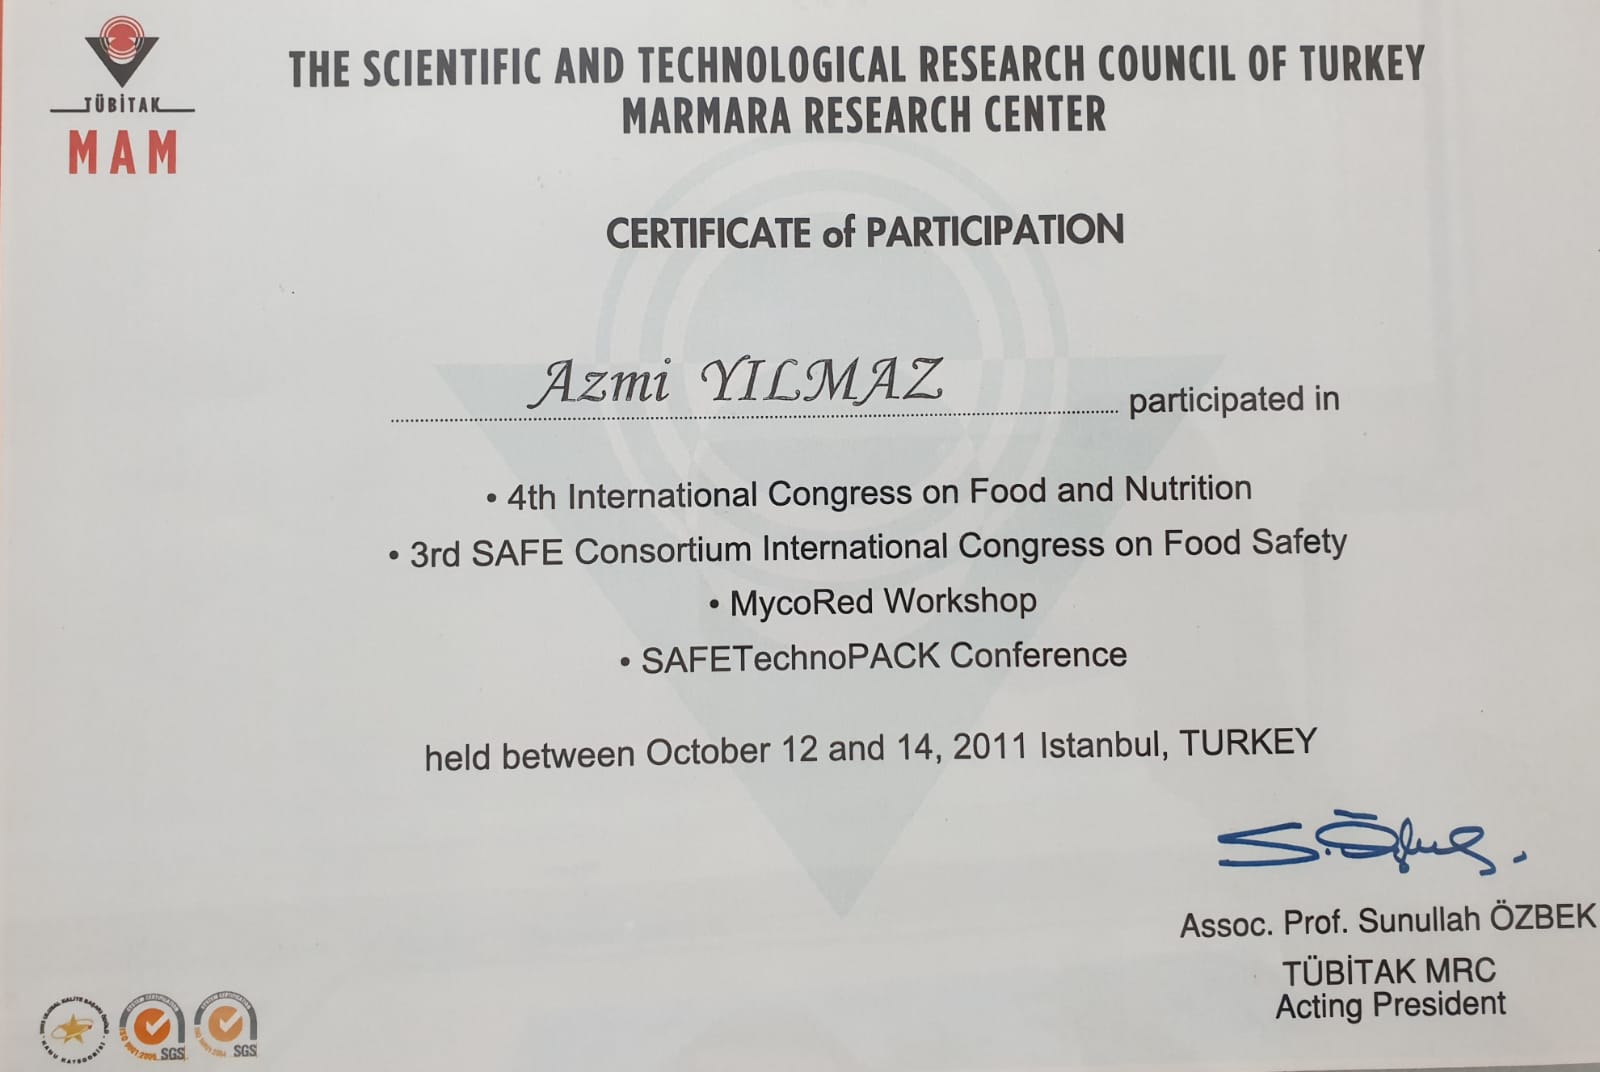 TÜBİTAK
MAM
THE SCIENTIFIC AND TECHNOLOGICAL RESEARCH COUNCIL OF TURKEY
MARMARA RESEARCH CENTER
CERTIFICATE of PARTICIPATION
Azmi YILMAZ participated in
• 4th International Congress on Food and Nutrition
• 3rd SAFE Consortium International Congress on Food Safety
• MycoRed Workshop
• SAFETechnoPACK Conference
held between October 12 and 14, 2011 Istanbul, TURKEY
S. Özbek
Assoc. Prof. Sunullah ÖZBEK
TÜBİTAK MRC
Acting President
SGS
SGS